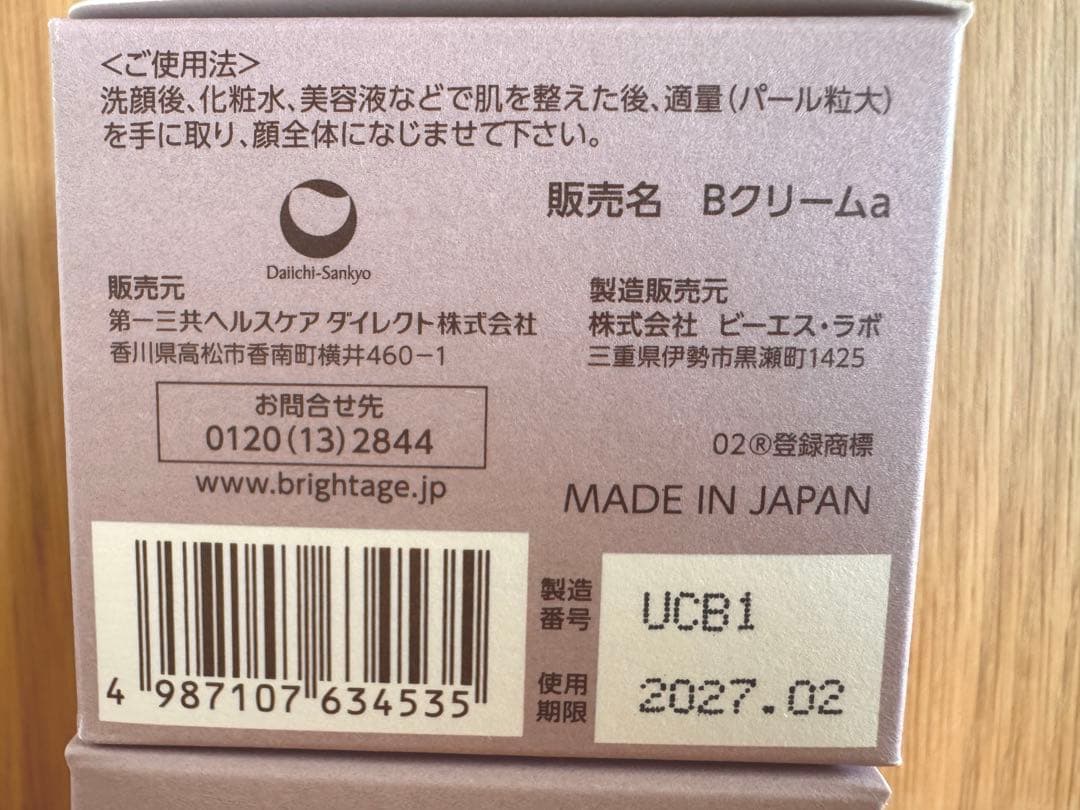 ＜ご使用法＞
洗顔後、化粧水、美容液などで肌を整えた後、適量（パール粒大）
を手に取り、顔全体になじませて下さい。
販売名 Bクリームa
Daiichi-Sankyo
販売元
第一三共ヘルスケア ダイレクト株式会社
香川県高松市香南町横井460－1
製造販売元
株式会社 ビーエス・ラボ
三重県伊勢市黒瀬町1425
お問合せ先
0120(13)2844
www.brightage.jp
02®登録商標
MADE IN JAPAN
4 987107 634535
製造
番号
UCB1
使用
期限
2027.02